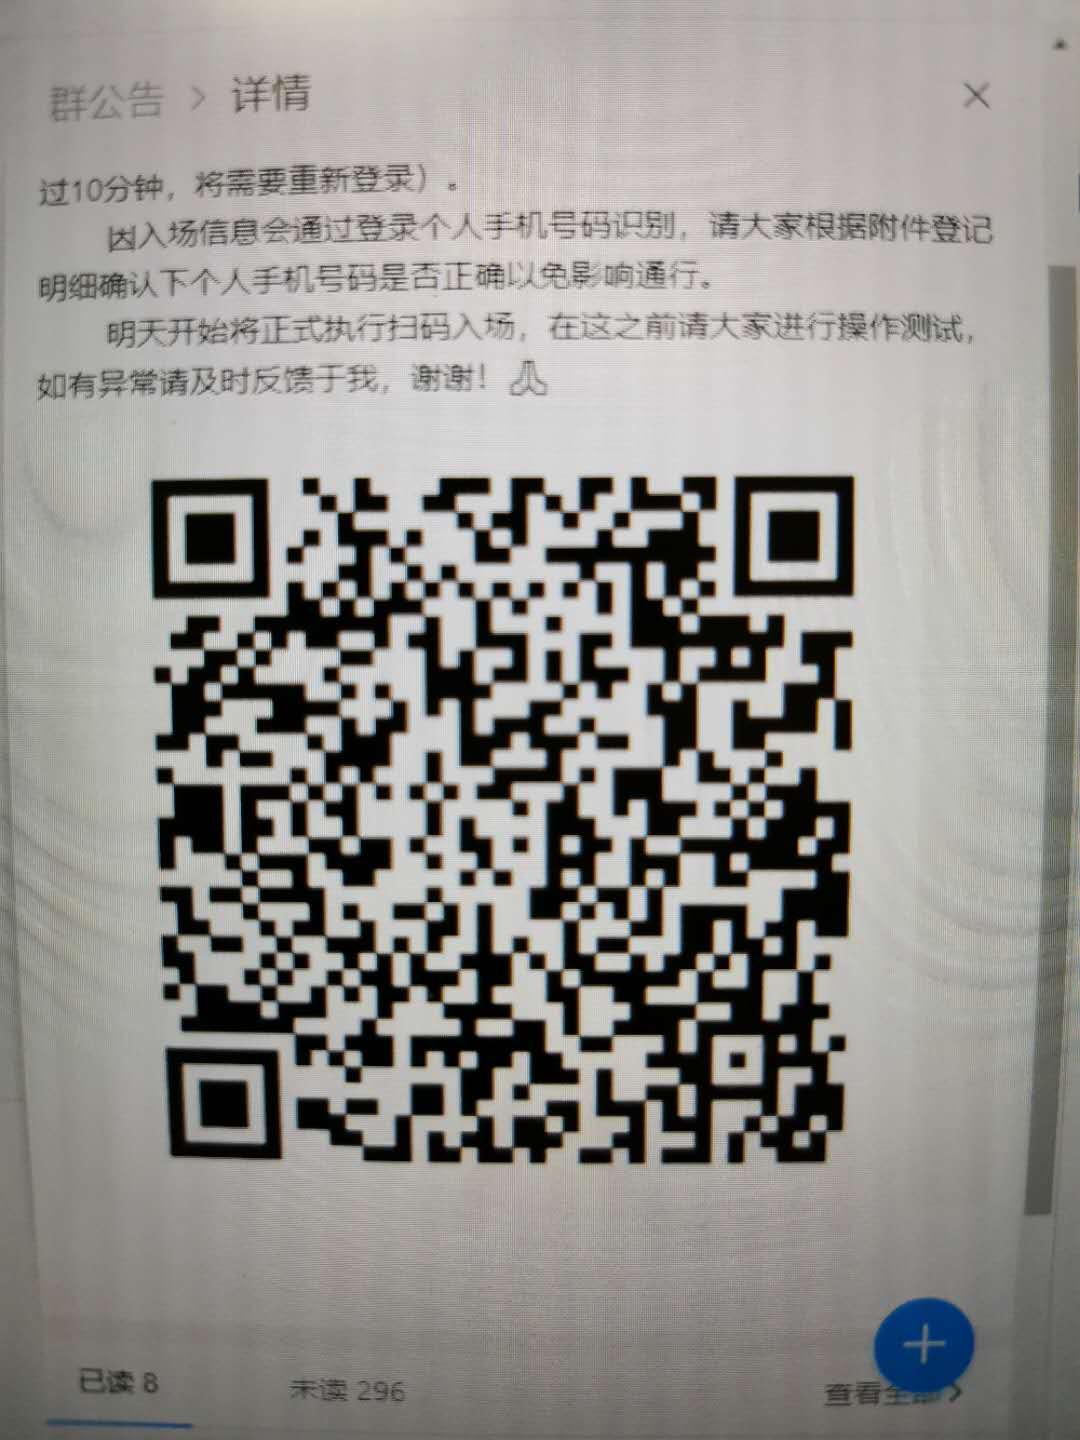 群公告 > 详情
过10分钟，将需要重新登录）。
因入场信息会通过登录个人手机号码识别，请大家根据附件登记
明细确认下个人手机号码是否正确以免影响通行。
明天开始将正式执行扫码入场，在这之前请大家进行操作测试，
如有异常请及时反馈于我，谢谢！🙏
已读 8
未读 296
查看全部 >